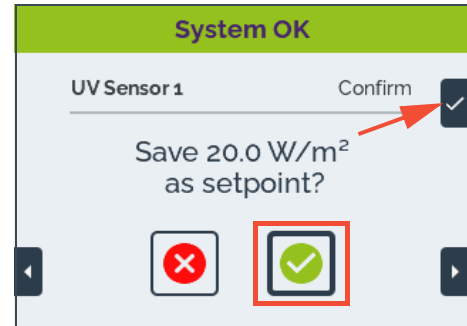 System OK
UV Sensor 1 Confirm
Save 20.0 W/m²
as setpoint?